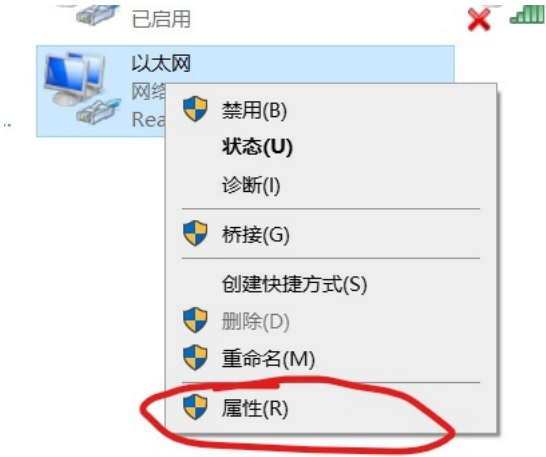 已启用
以太网
网络
Rea
禁用(B)
状态(U)
诊断(I)
桥接(G)
创建快捷方式(S)
删除(D)
重命名(M)
属性(R)